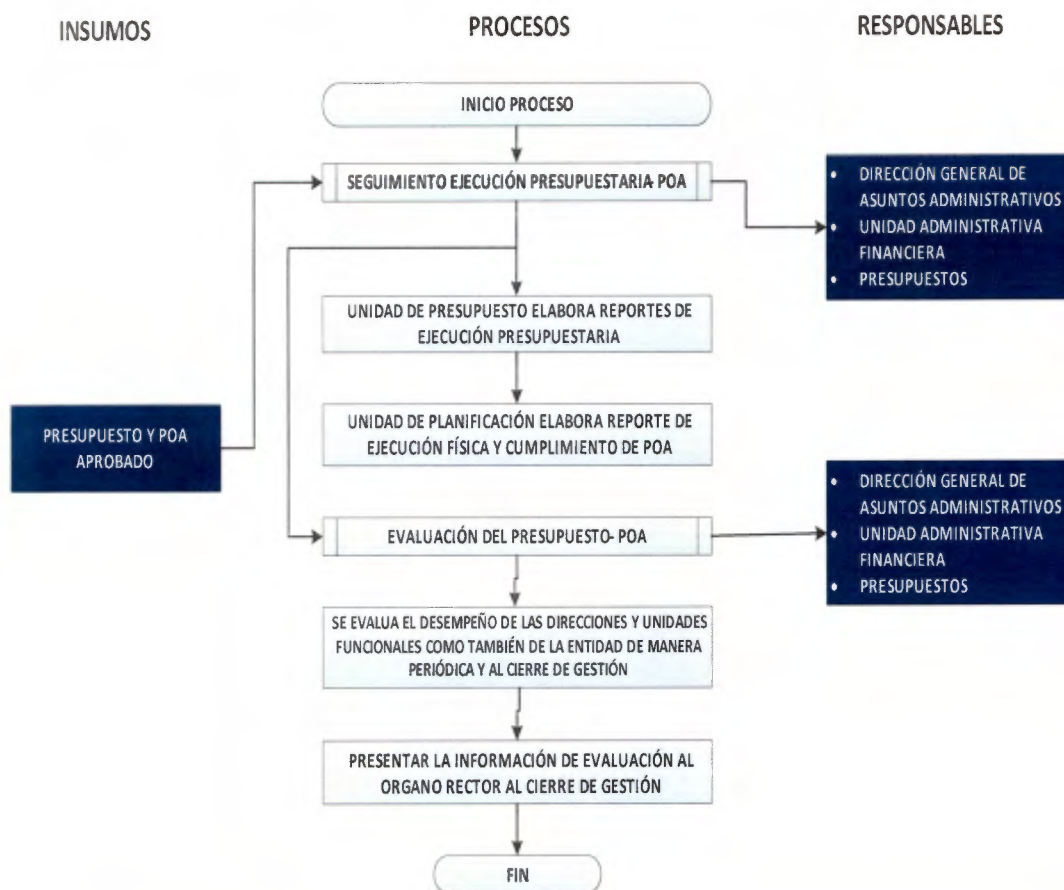 INSUMOS
PROCESOS
RESPONSABLES
INICIO PROCESO
SEGUIMIENTO EJECUCIÓN PRESUPUESTARIA-POA
• DIRECCIÓN GENERAL DE
ASUNTOS ADMINISTRATIVOS
• UNIDAD ADMINISTRATIVA
FINANCIERA
• PRESUPUESTOS
UNIDAD DE PRESUPUESTO ELABORA REPORTES DE
EJECUCIÓN PRESUPUESTARIA
PRESUPUESTO Y POA
APROBADO
UNIDAD DE PLANIFICACIÓN ELABORA REPORTE DE
EJECUCIÓN FÍSICA Y CUMPLIMIENTO DE POA
EVALUACIÓN DEL PRESUPUESTO- POA
• DIRECCIÓN GENERAL DE
ASUNTOS ADMINISTRATIVOS
• UNIDAD ADMINISTRATIVA
FINANCIERA
• PRESUPUESTOS
SE EVALUA EL DESEMPEÑO DE LAS DIRECCIONES Y UNIDADES
FUNCIONALES COMO TAMBIÉN DE LA ENTIDAD DE MANERA
PERIÓDICA Y AL CIERRE DE GESTIÓN
PRESENTAR LA INFORMACIÓN DE EVALUACIÓN AL
ORGANO RECTOR AL CIERRE DE GESTIÓN
FIN